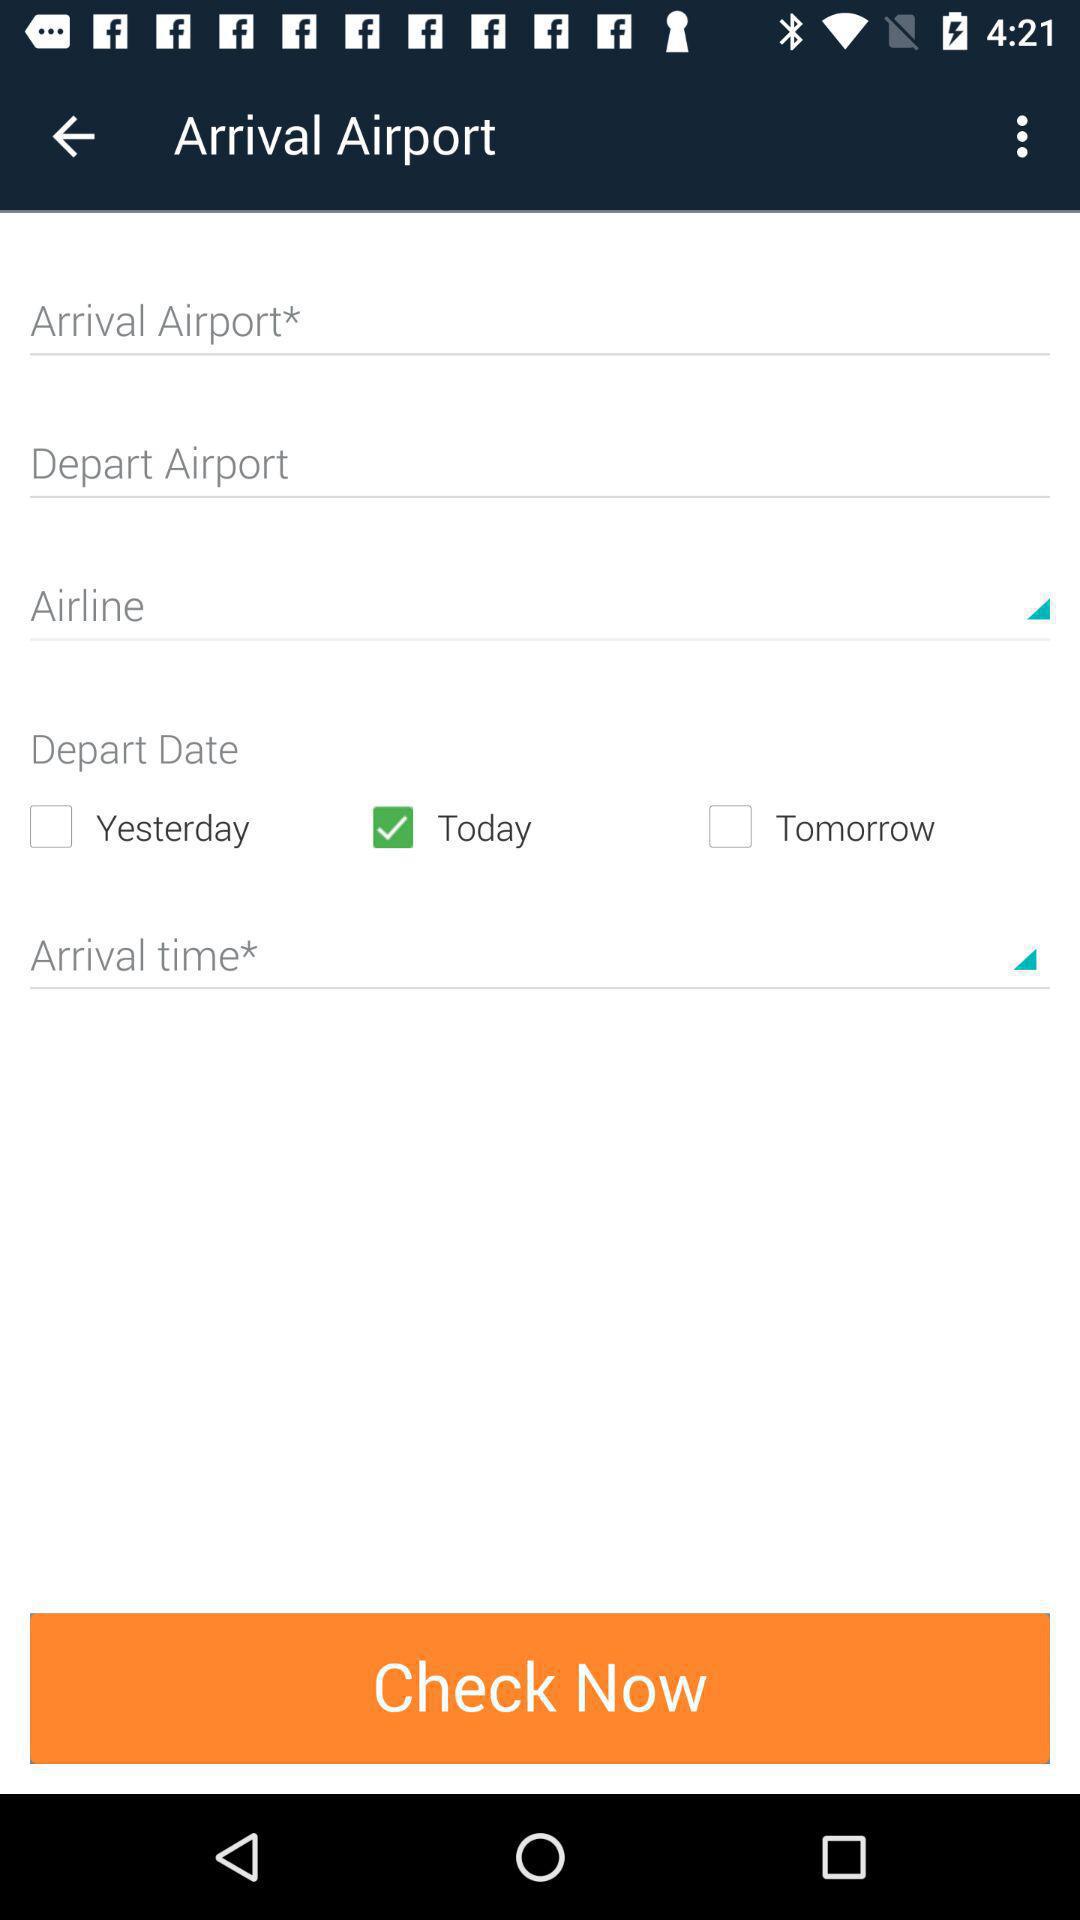 4:21
Arrival Airport
Arrival Airport*
Depart Airport
Airline
Depart Date
Yesterday
Today
Tomorrow
Arrival time*
Check Now